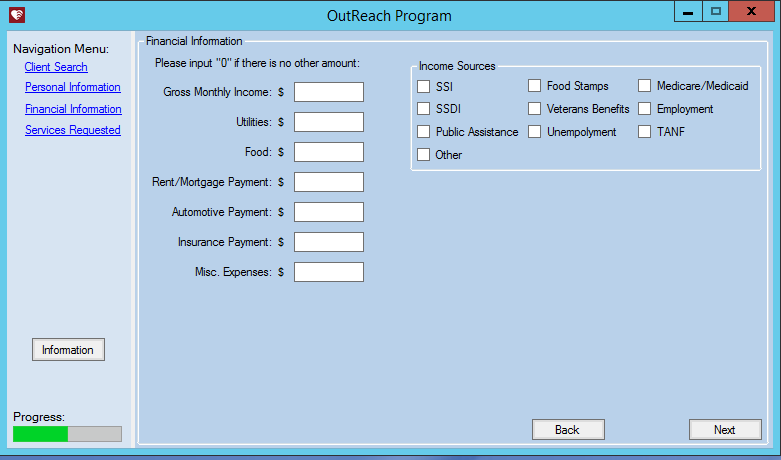 OutReach Program
Navigation Menu:
Client Search
Personal Information
Financial Information
Services Requested
Information
Progress:
Financial Information
Please input "0" if there is no other amount:
Gross Monthly Income: $
Utilities: $
Food: $
Rent/Mortgage Payment: $
Automotive Payment: $
Insurance Payment: $
Misc. Expenses: $
Income Sources
SSI Food Stamps Medicare/Medicaid
SSDI Veterans Benefits Employment
Public Assistance Unempolyment TANF
Other
Back Next